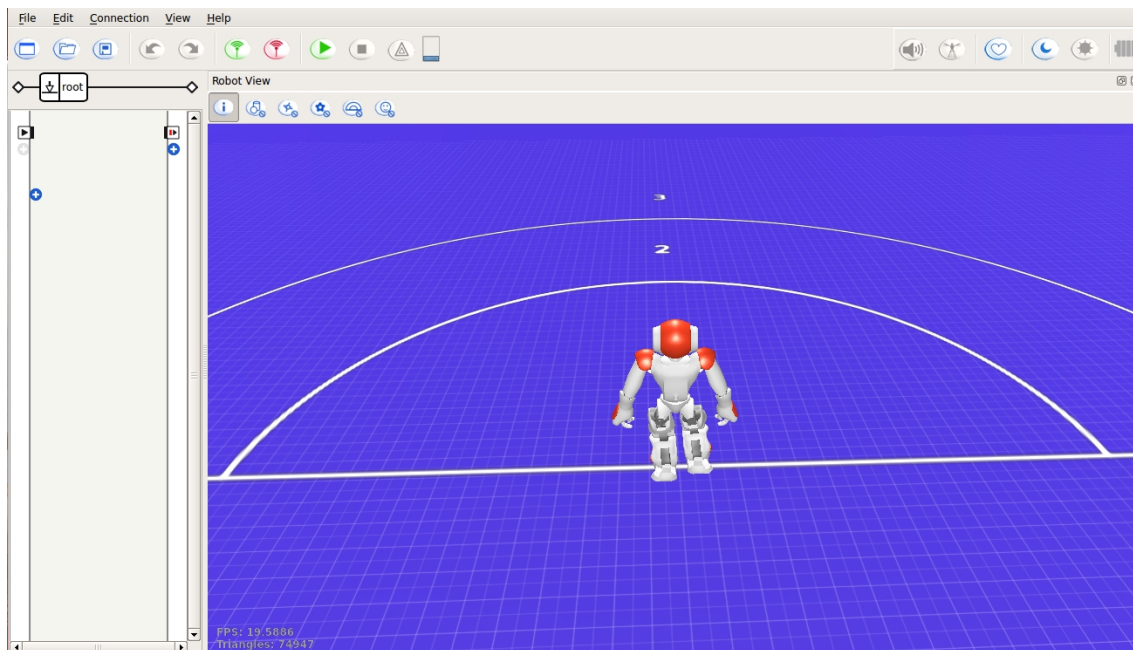 File Edit Connection View Help
root
Robot View
3
2
FPS: 19.5886
Triangles: 74947